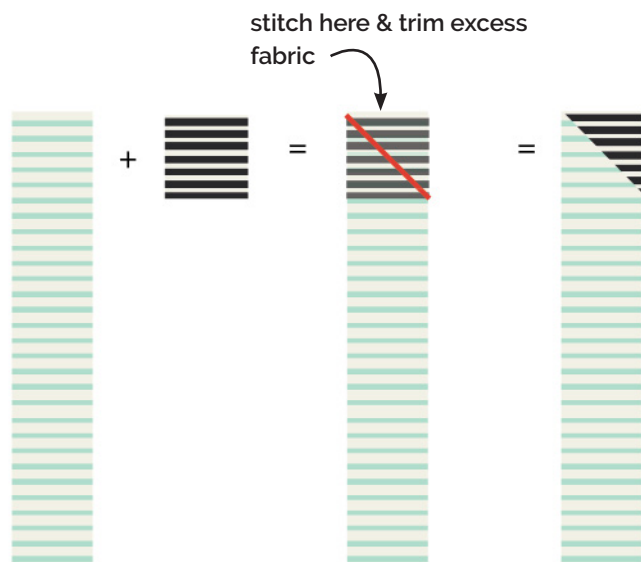 stitch here & trim excess
fabric
+ = =